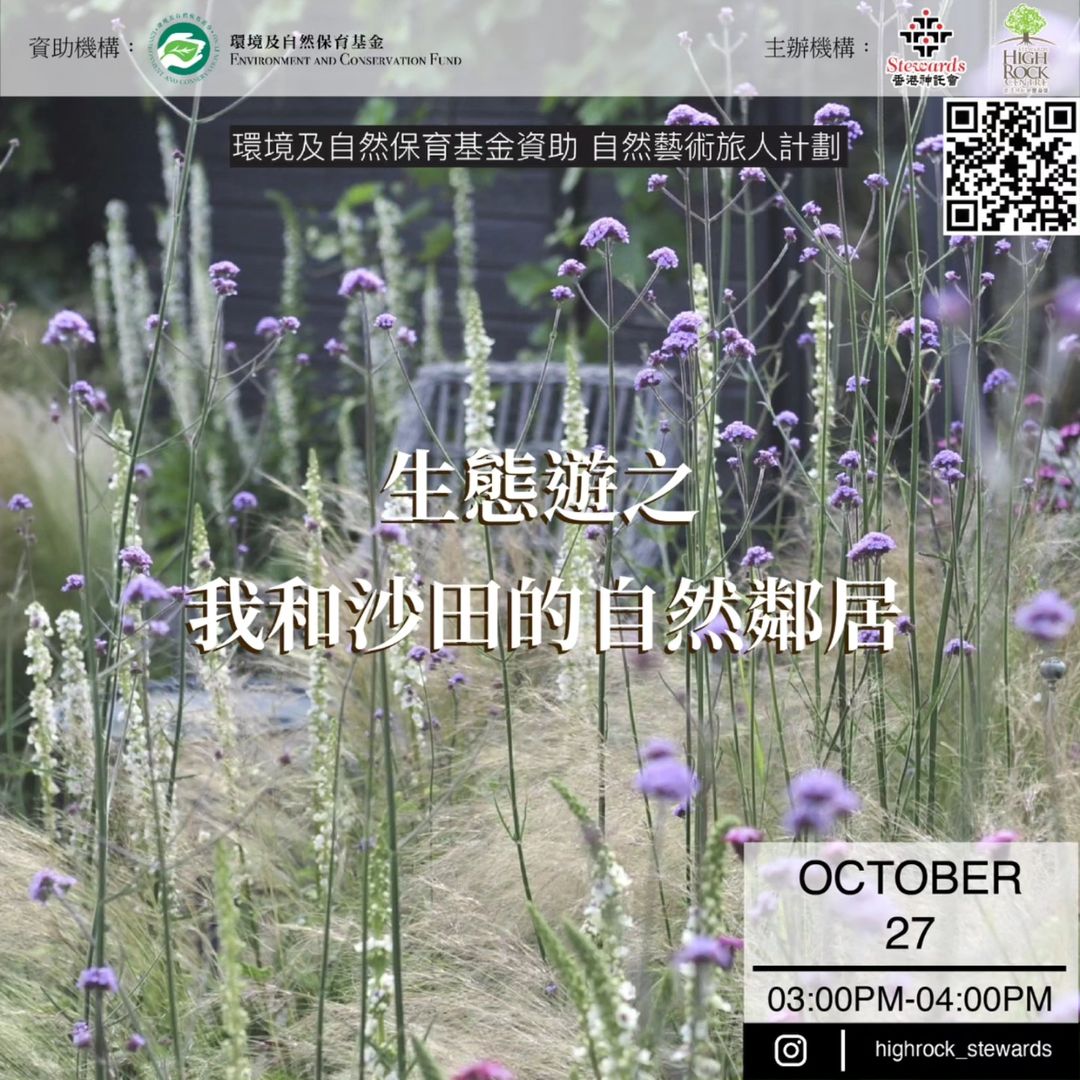 資助機構：
環境及自然保育基金
ENVIRONMENT AND CONSERVATION FUND
主辦機構：
Stewards
香港神託會
STEWARDS
HIGH
ROCK
CENTRE
環境及自然保育基金資助 自然藝術旅人計劃
生態遊之
我和沙田的自然鄰居
OCTOBER
27
03:00PM-04:00PM
highrock_stewards